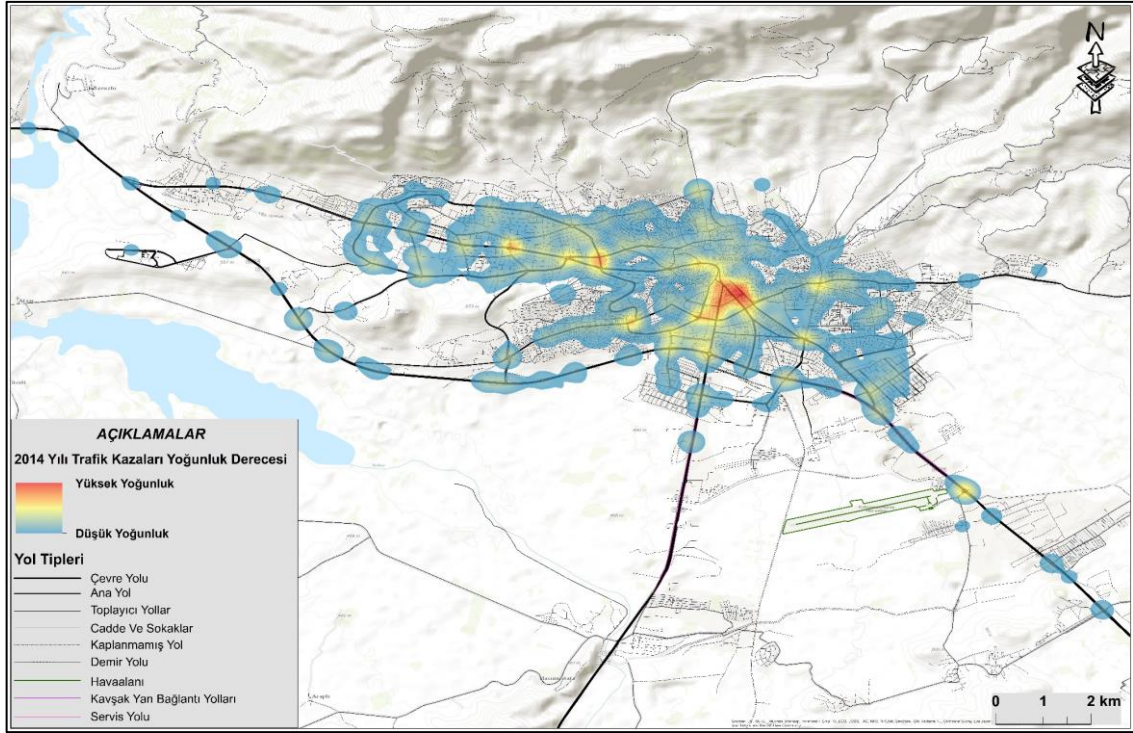 N
AÇIKLAMALAR
2014 Yılı Trafik Kazaları Yoğunluk Derecesi
Yüksek Yoğunluk
Düşük Yoğunluk
Yol Tipleri
Çevre Yolu
Ana Yol
Toplayıcı Yollar
Cadde Ve Sokaklar
Kaplanmamış Yol
Demir Yolu
Havaalanı
Kavşak Yan Bağlantı Yolları
Servis Yolu
0 1 2 km